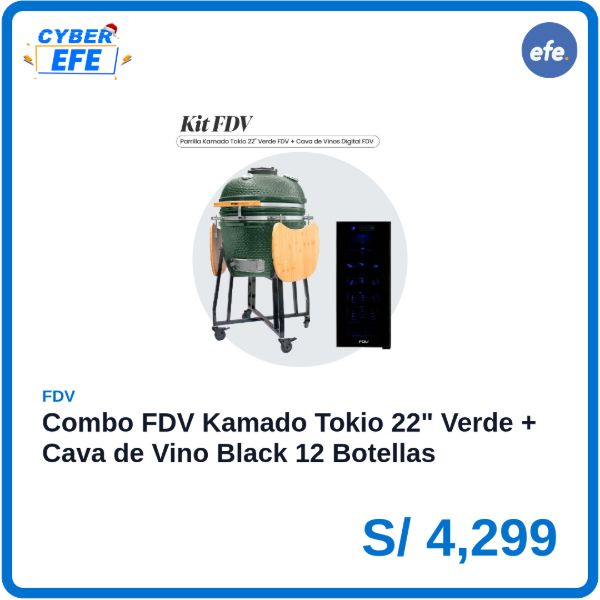 CYBER
EFE
efe.
Kit FDV
Parrilla Kamado Tokio 22" Verde FDV + Cava de Vinos Digital FDV
FDV
FDV
Combo FDV Kamado Tokio 22" Verde +
Cava de Vino Black 12 Botellas
S/ 4,299